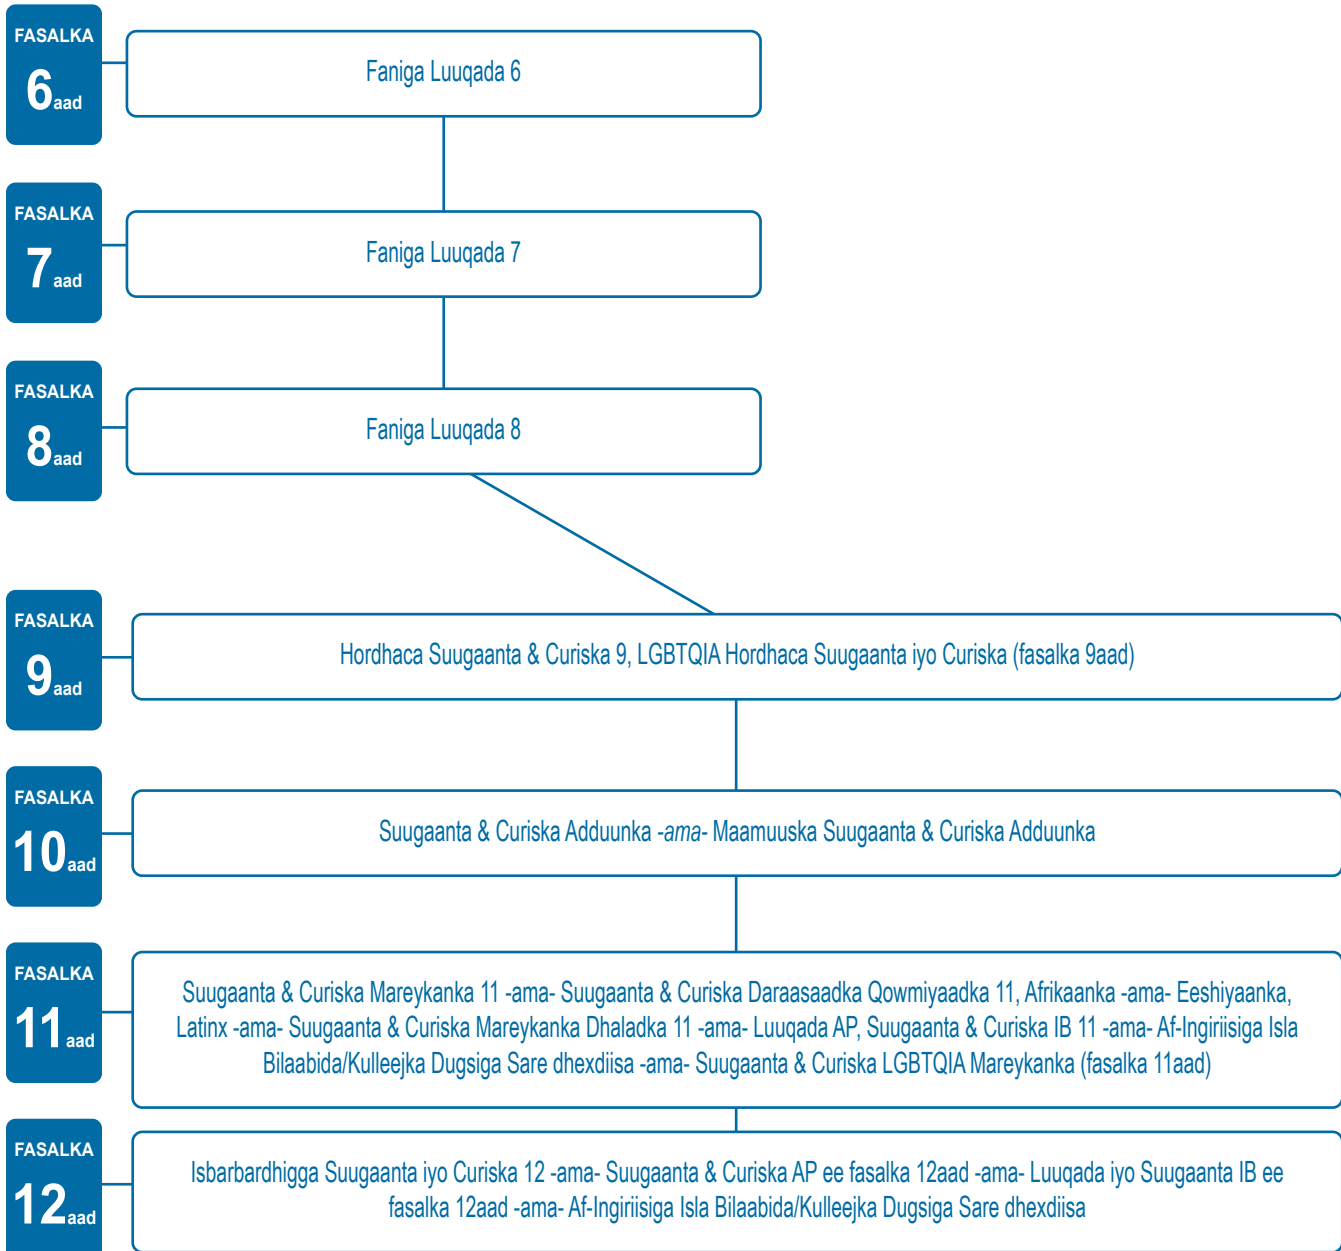 FASALKA
6aad
Faniga Luuqada 6
FASALKA
7aad
Faniga Luuqada 7
FASALKA
8aad
Faniga Luuqada 8
FASALKA
9aad
Hordhaca Suugaanta & Curiska 9, LGBTQIA Hordhaca Suugaanta iyo Curiska (fasalka 9aad)
FASALKA
10aad
Suugaanta & Curiska Adduunka -ama- Maamuuska Suugaanta & Curiska Adduunka
FASALKA
11aad
Suugaanta & Curiska Mareykanka 11 -ama- Suugaanta & Curiska Daraasaadka Qowmiyaadka 11, Afrikaanka -ama- Eeshiyaanka,
Latinx -ama- Suugaanta & Curiska Mareykanka Dhaladka 11 -ama- Luuqada AP, Suugaanta & Curiska IB 11 -ama- Af-Ingiriisiga Isla
Bilaabida/Kulleejka Dugsiga Sare dhexdiisa -ama- Suugaanta & Curiska LGBTQIA Mareykanka (fasalka 11aad)
FASALKA
12aad
Isbarbardhigga Suugaanta iyo Curiska 12 -ama- Suugaanta & Curiska AP ee fasalka 12aad -ama- Luuqada iyo Suugaanta IB ee
fasalka 12aad -ama- Af-Ingiriisiga Isla Bilaabida/Kulleejka Dugsiga Sare dhexdiisa